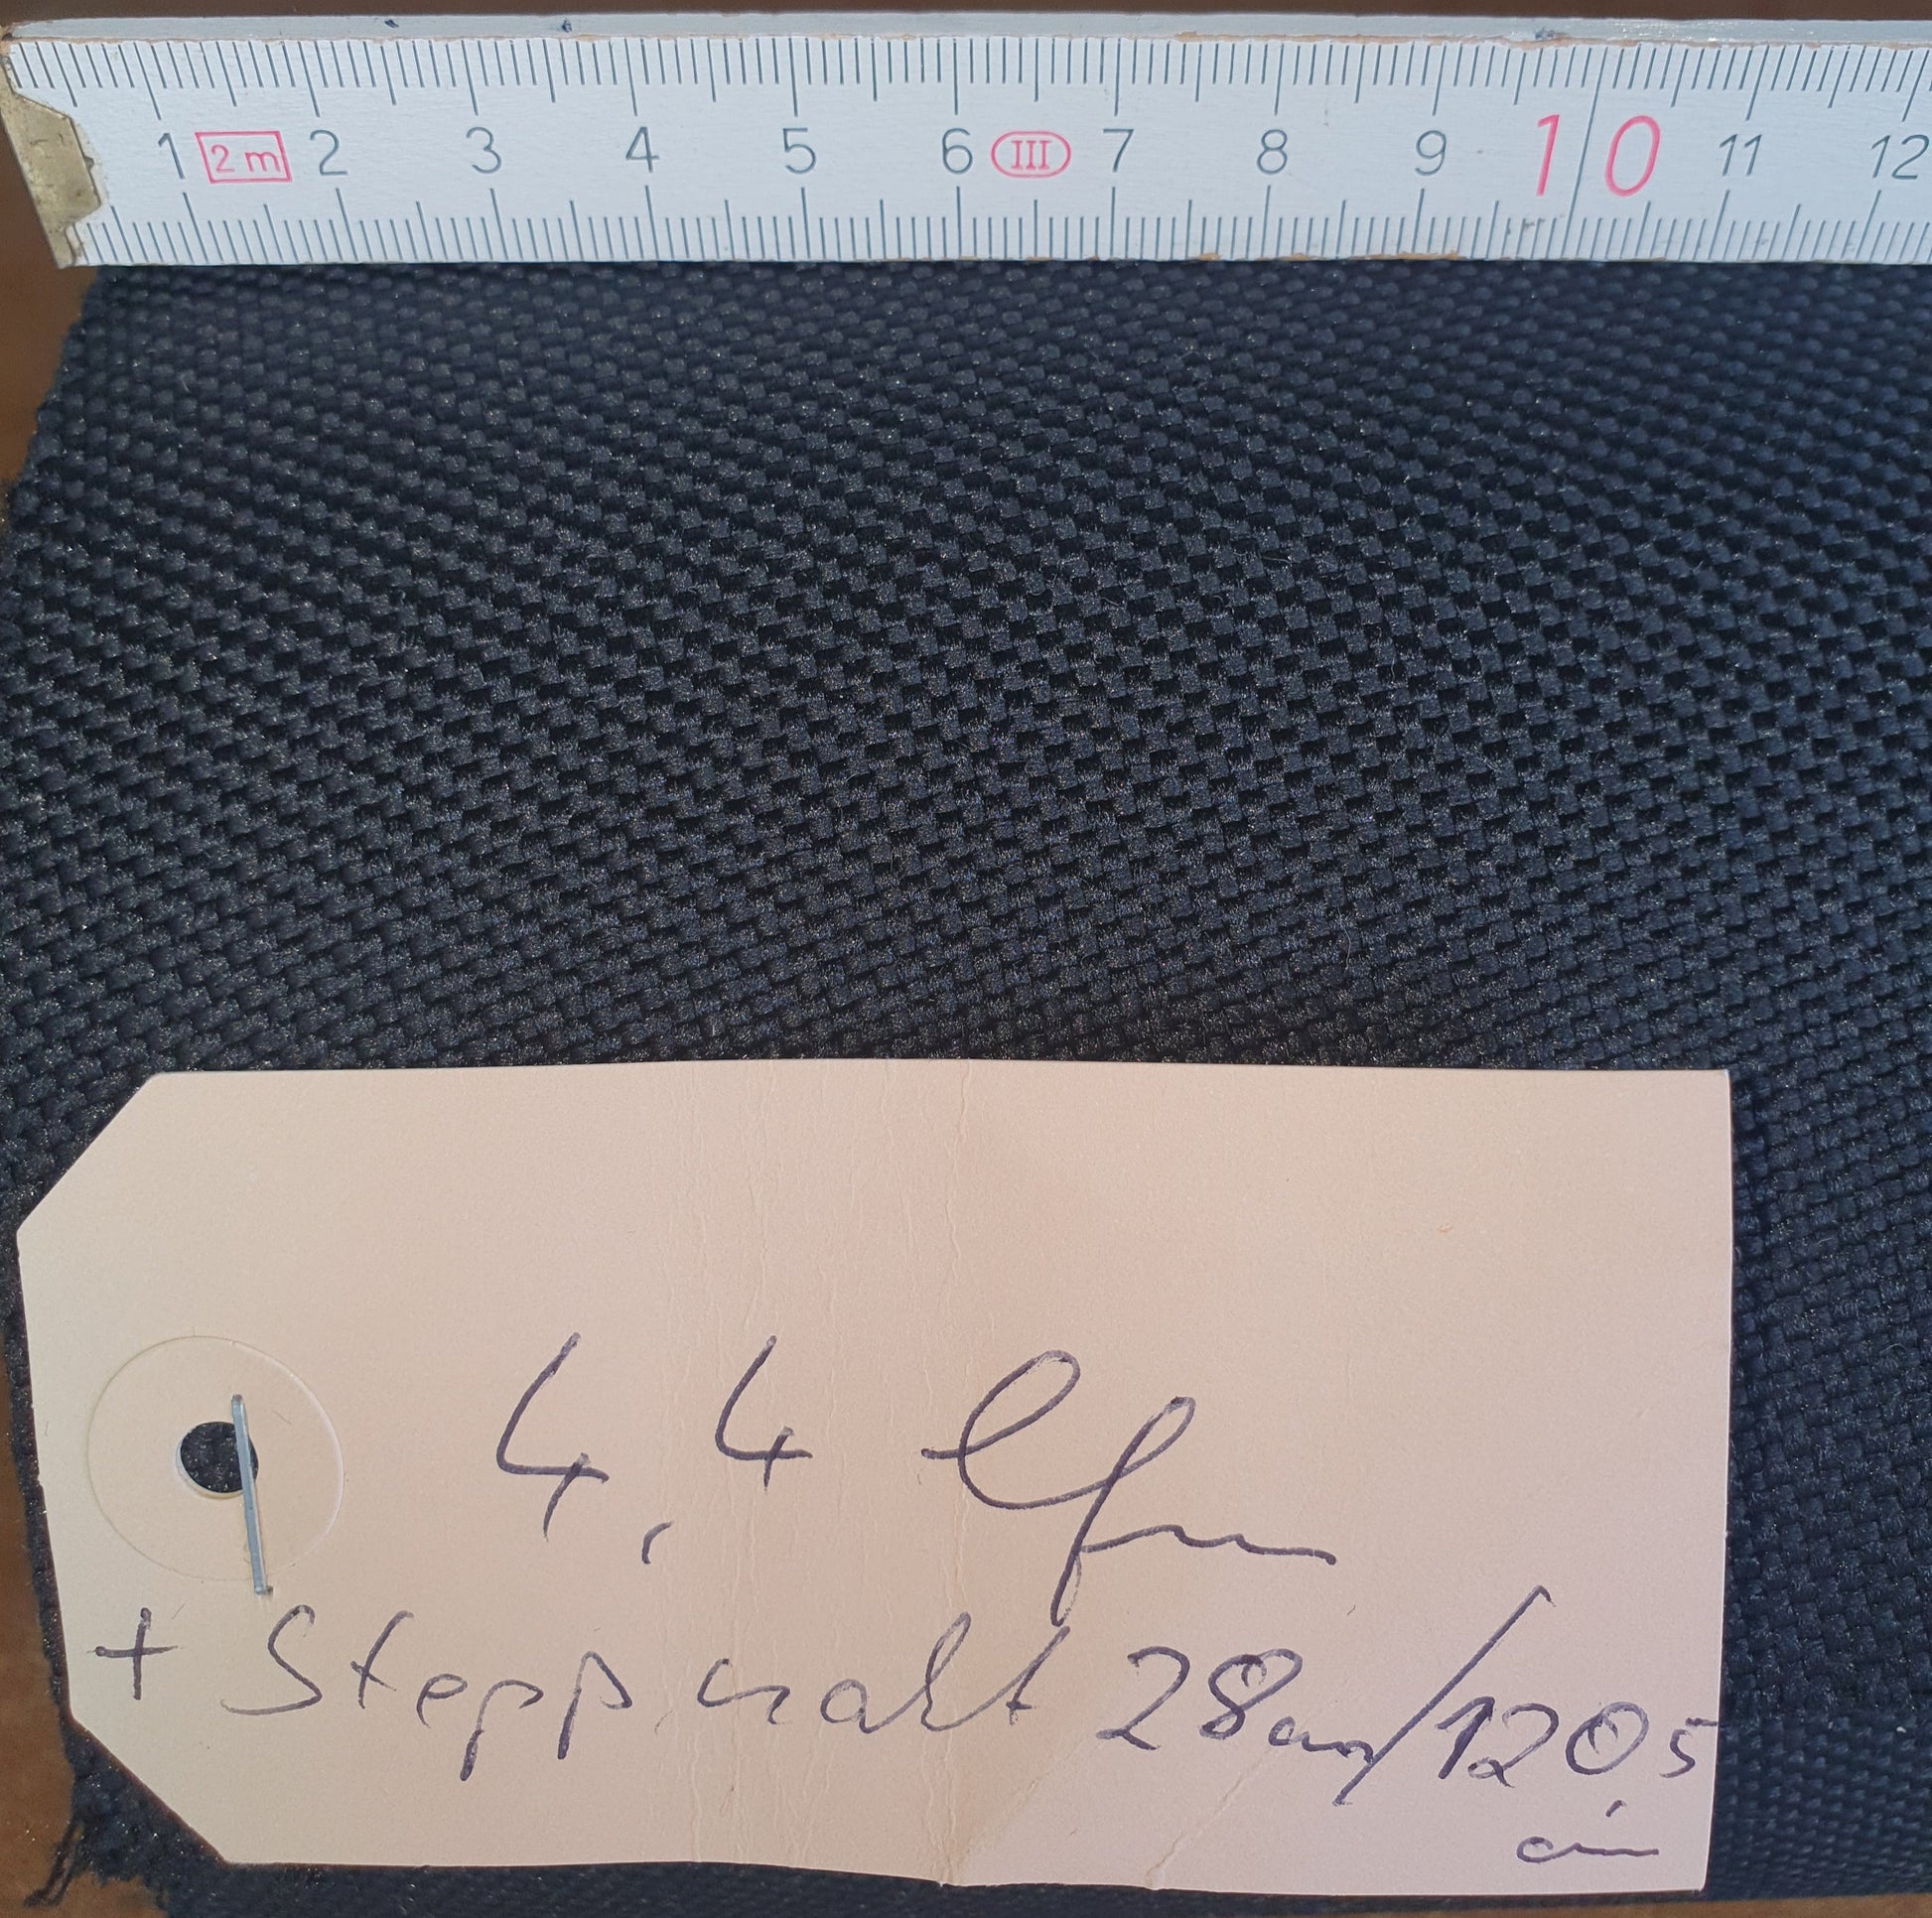 1 2 m 2 3 4 5 6 III 7 8 9 10 11 12
4,4 lfm
+ Steppnaht 28cm/120,5
cm